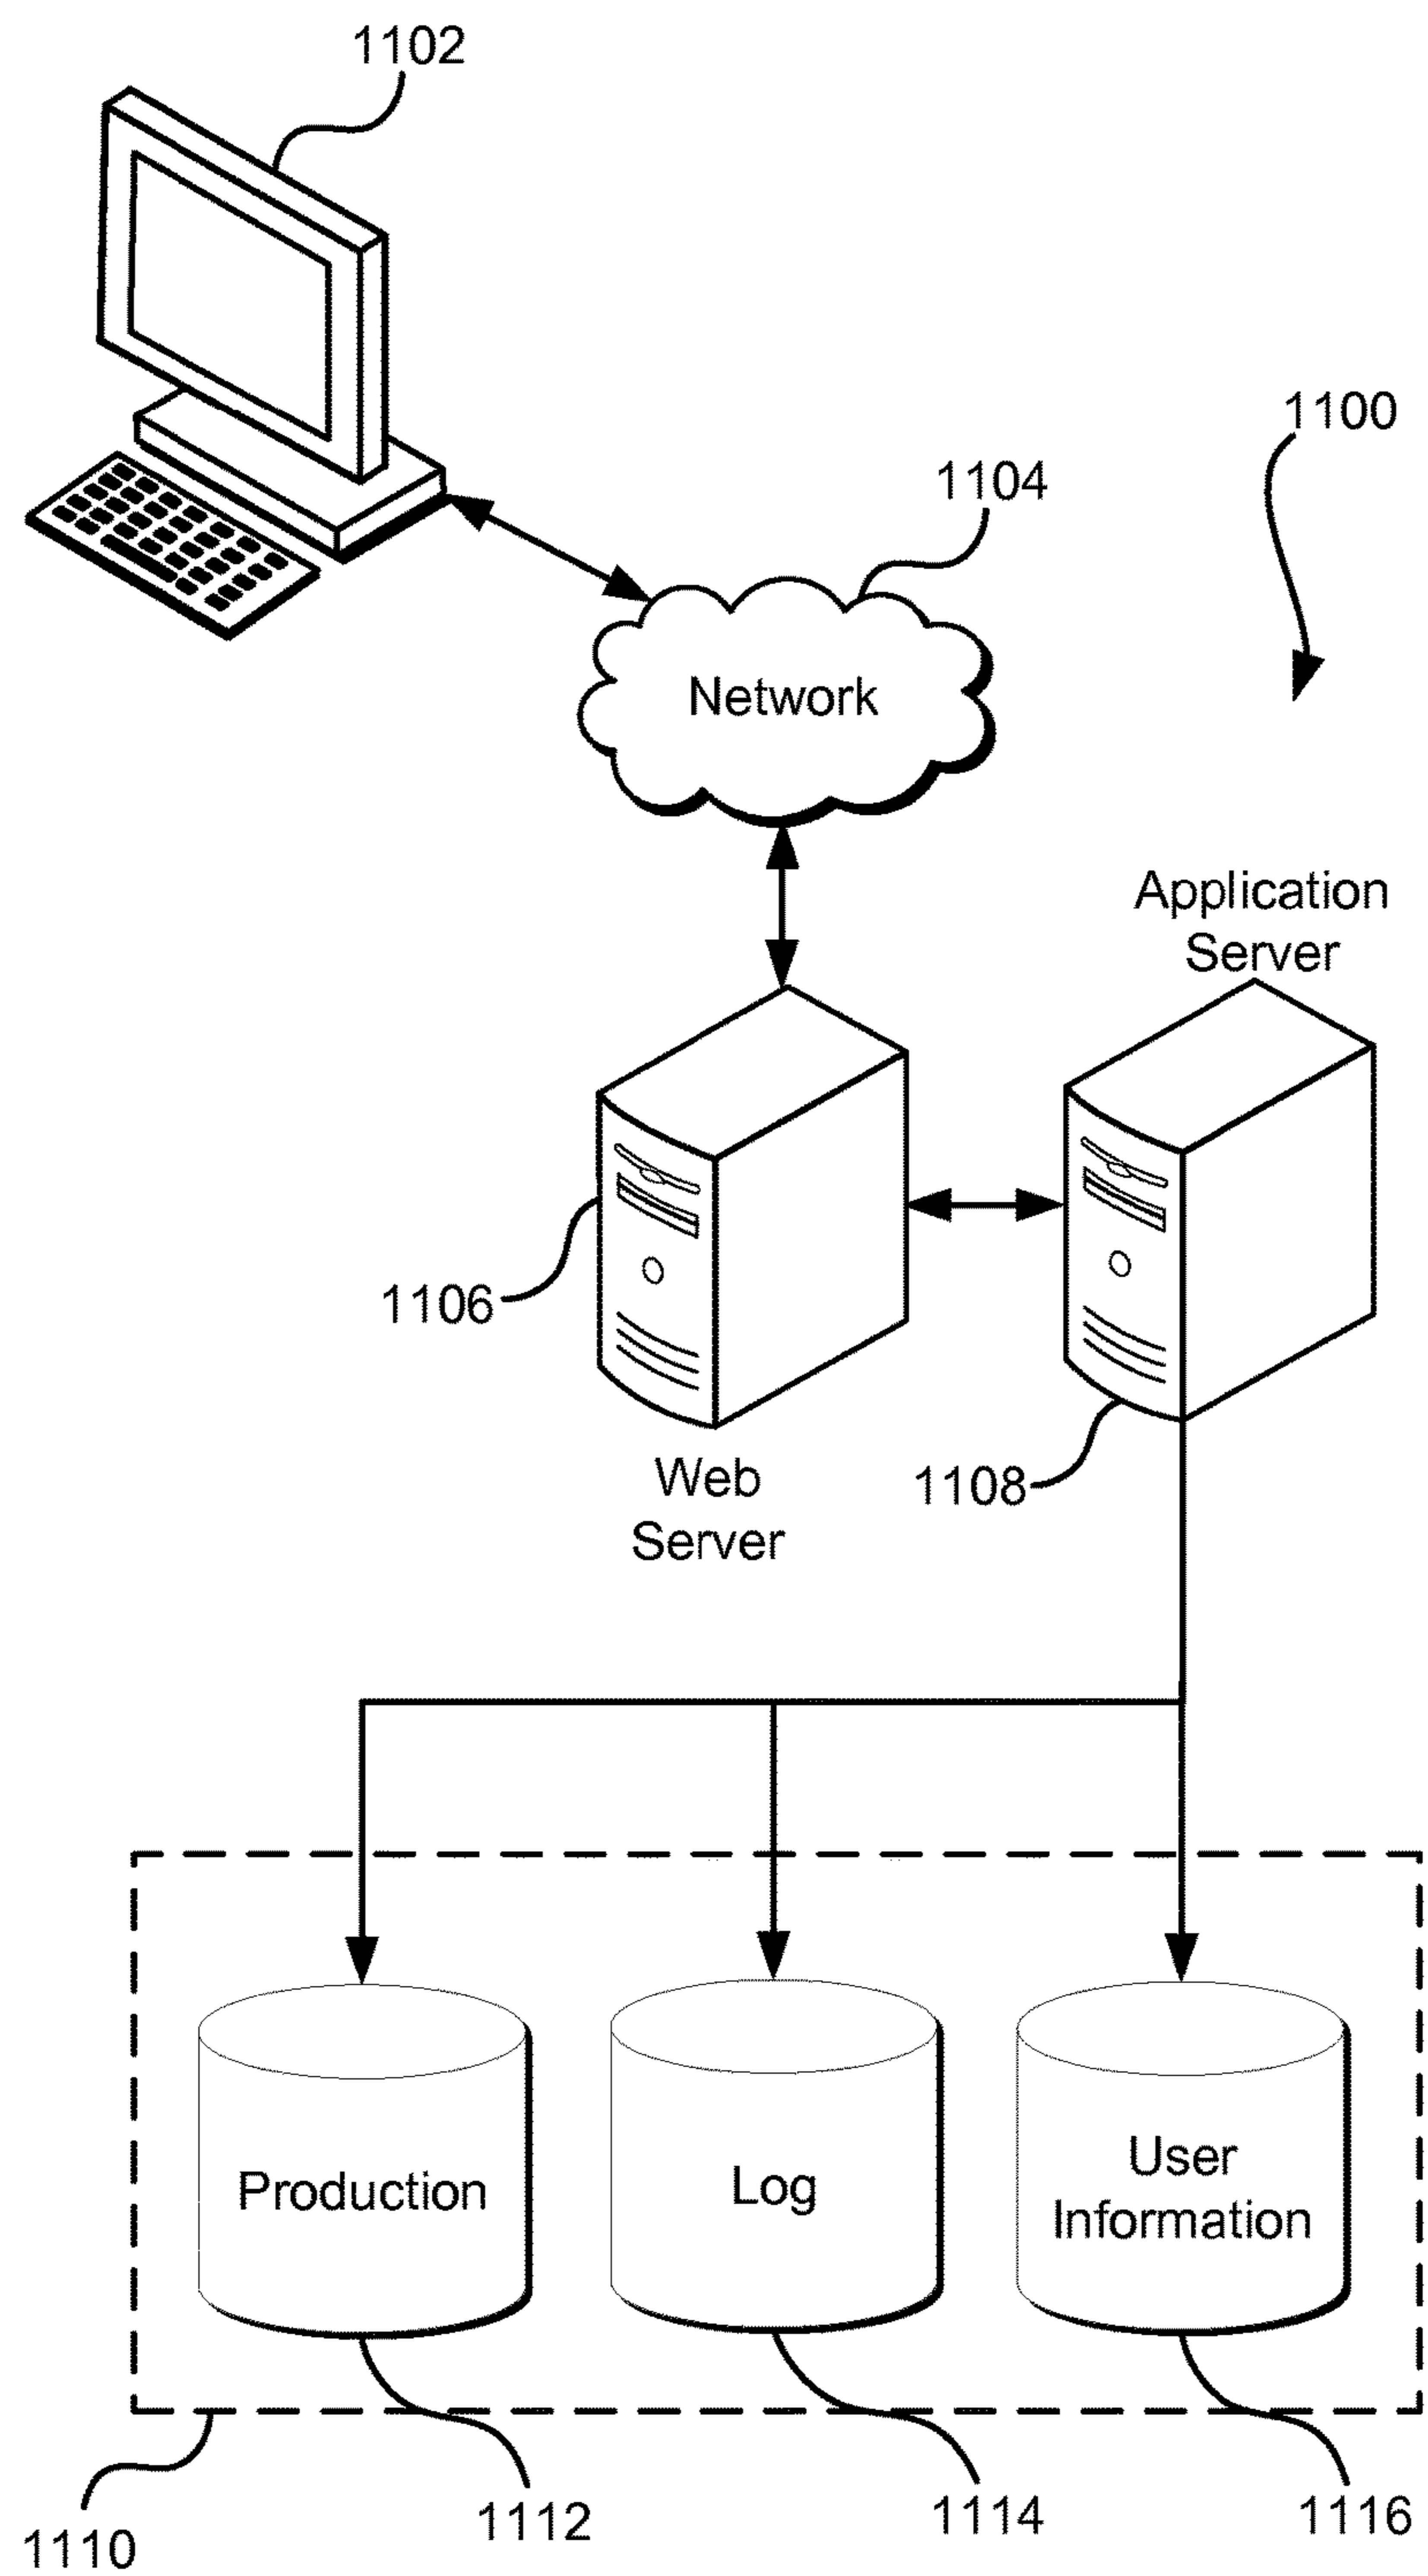 1102
1100
1104
Network
Application
Server
1106
Web
Server
1108
Production
Log
User
Information
1110
1112
1114
1116